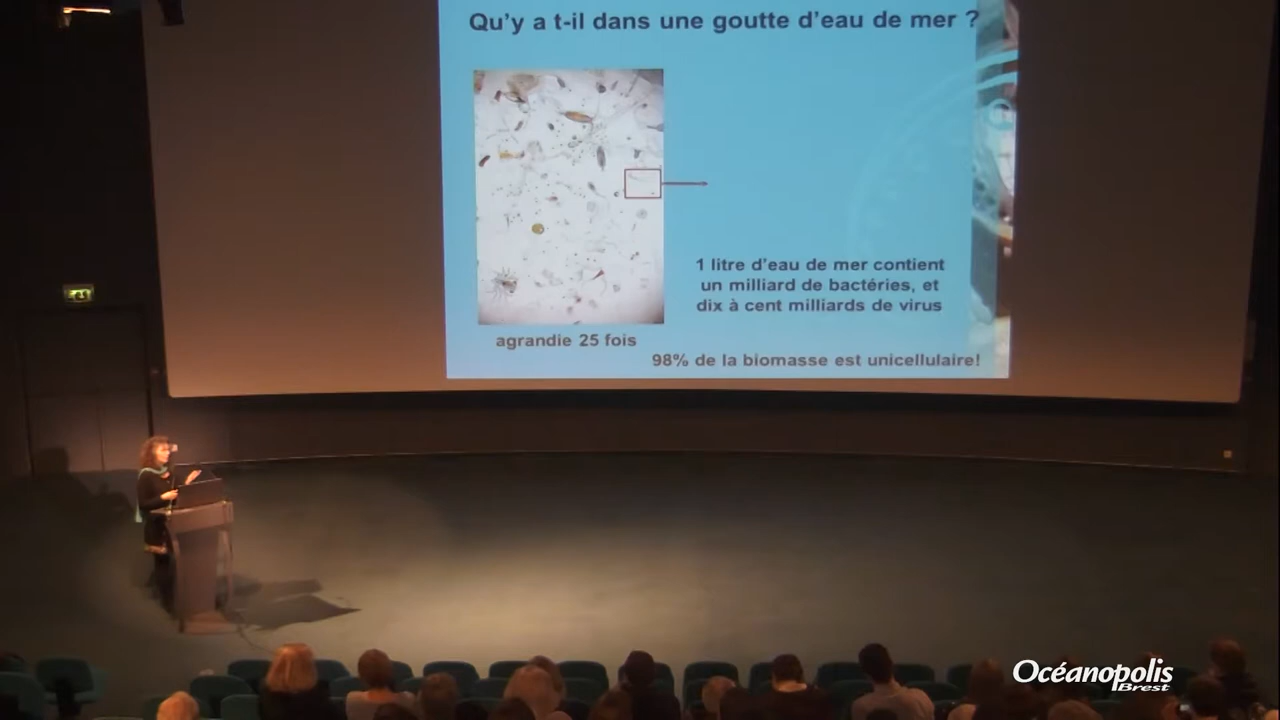 Qu'y a t-il dans une goutte d'eau de mer ?
1 litre d'eau de mer contient
un milliard de bactéries, et
dix à cent milliards de virus
agrandie 25 fois
98% de la biomasse est unicellulaire!
Océanopolis
Brest